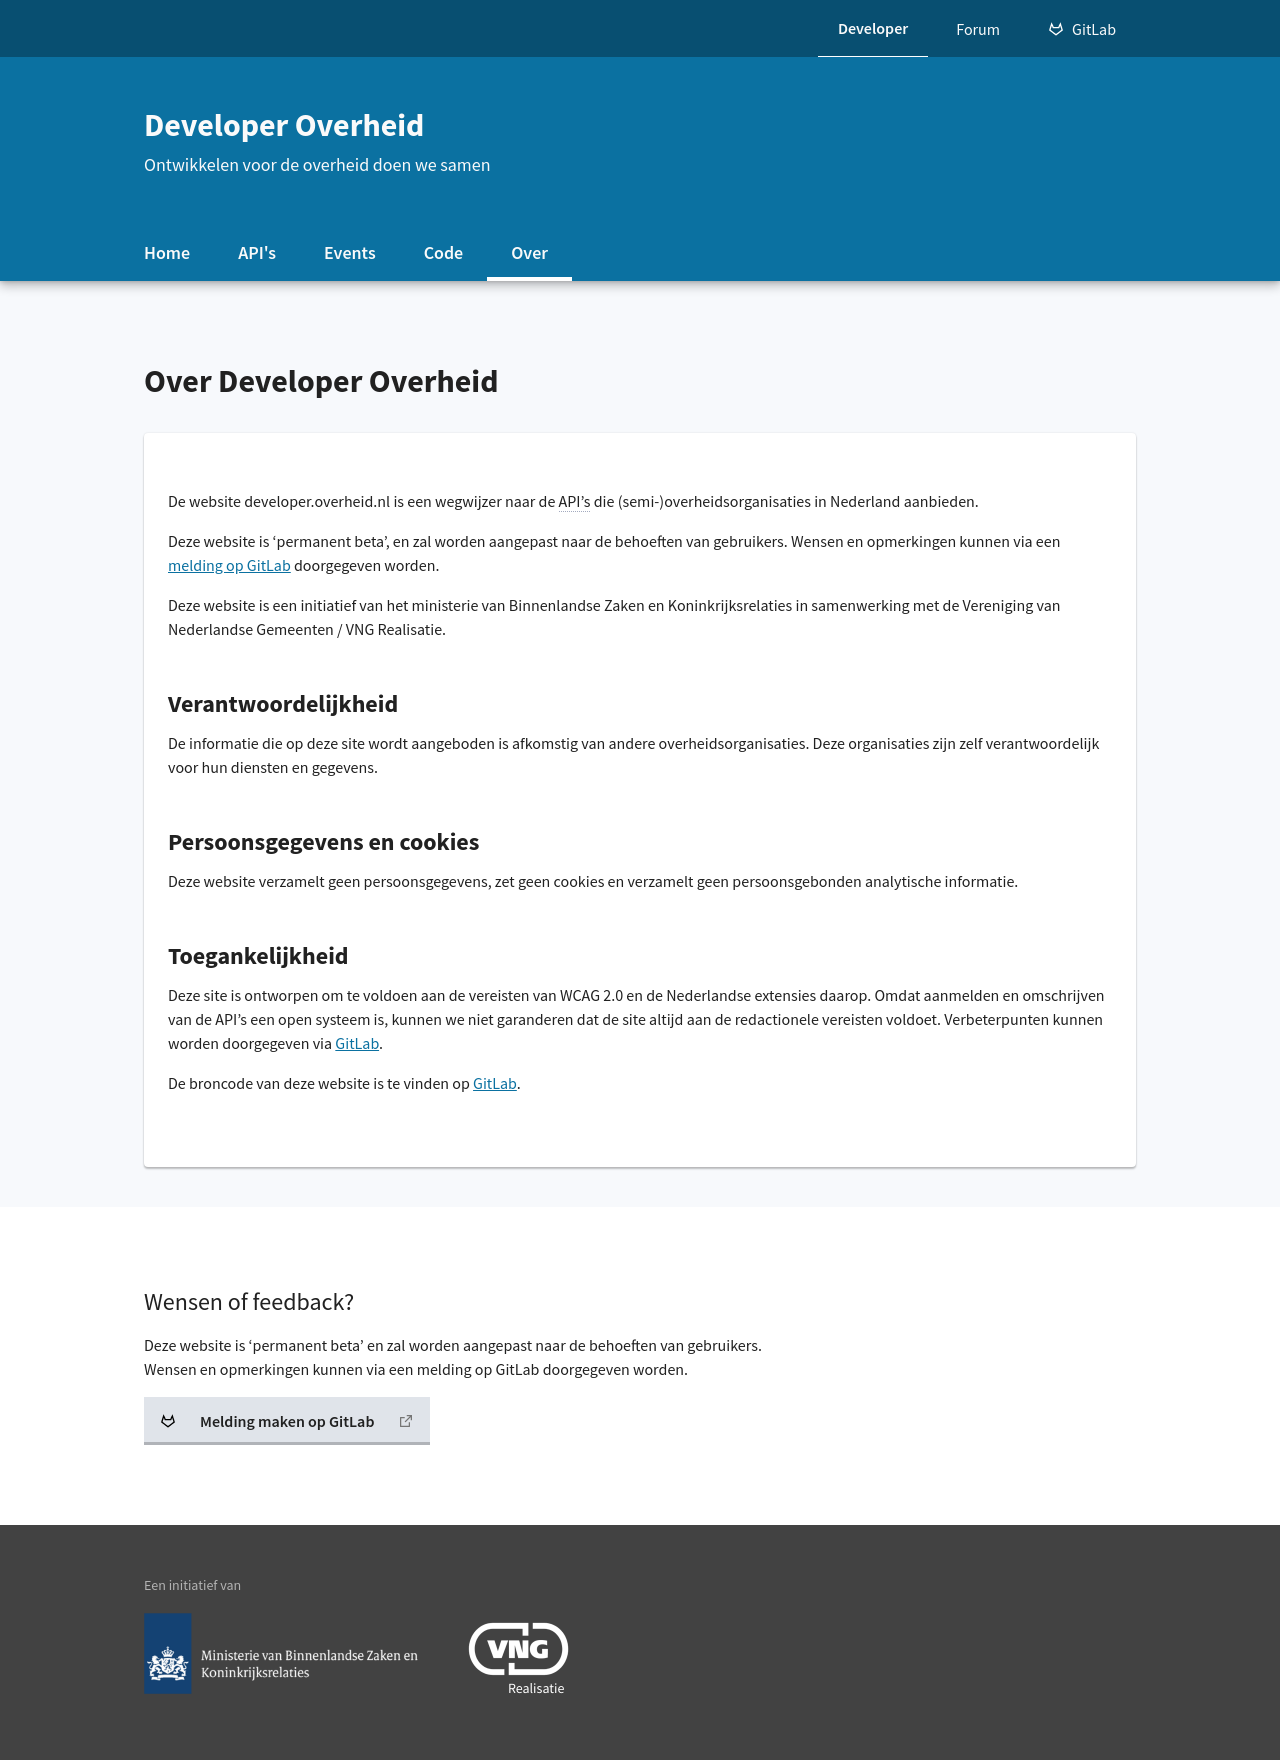 Developer Forum GitLab
Developer Overheid
Ontwikkelen voor de overheid doen we samen
Home API's Events Code Over
Over Developer Overheid
De website developer.overheid.nl is een wegwijzer naar de API’s die (semi-)overheidsorganisaties in Nederland aanbieden.
Deze website is ‘permanent beta’, en zal worden aangepast naar de behoeften van gebruikers. Wensen en opmerkingen kunnen via een
melding op GitLab doorgegeven worden.
Deze website is een initiatief van het ministerie van Binnenlandse Zaken en Koninkrijksrelaties in samenwerking met de Vereniging van
Nederlandse Gemeenten / VNG Realisatie.
Verantwoordelijkheid
De informatie die op deze site wordt aangeboden is afkomstig van andere overheidsorganisaties. Deze organisaties zijn zelf verantwoordelijk
voor hun diensten en gegevens.
Persoonsgegevens en cookies
Deze website verzamelt geen persoonsgegevens, zet geen cookies en verzamelt geen persoonsgebonden analytische informatie.
Toegankelijkheid
Deze site is ontworpen om te voldoen aan de vereisten van WCAG 2.0 en de Nederlandse extensies daarop. Omdat aanmelden en omschrijven
van de API’s een open systeem is, kunnen we niet garanderen dat de site altijd aan de redactionele vereisten voldoet. Verbeterpunten kunnen
worden doorgegeven via GitLab.
De broncode van deze website is te vinden op GitLab.
Wensen of feedback?
Deze website is ‘permanent beta’ en zal worden aangepast naar de behoeften van gebruikers.
Wensen en opmerkingen kunnen via een melding op GitLab doorgegeven worden.
Melding maken op GitLab
Een initiatief van
Ministerie van Binnenlandse Zaken en
Koninkrijksrelaties
VNG
Realisatie